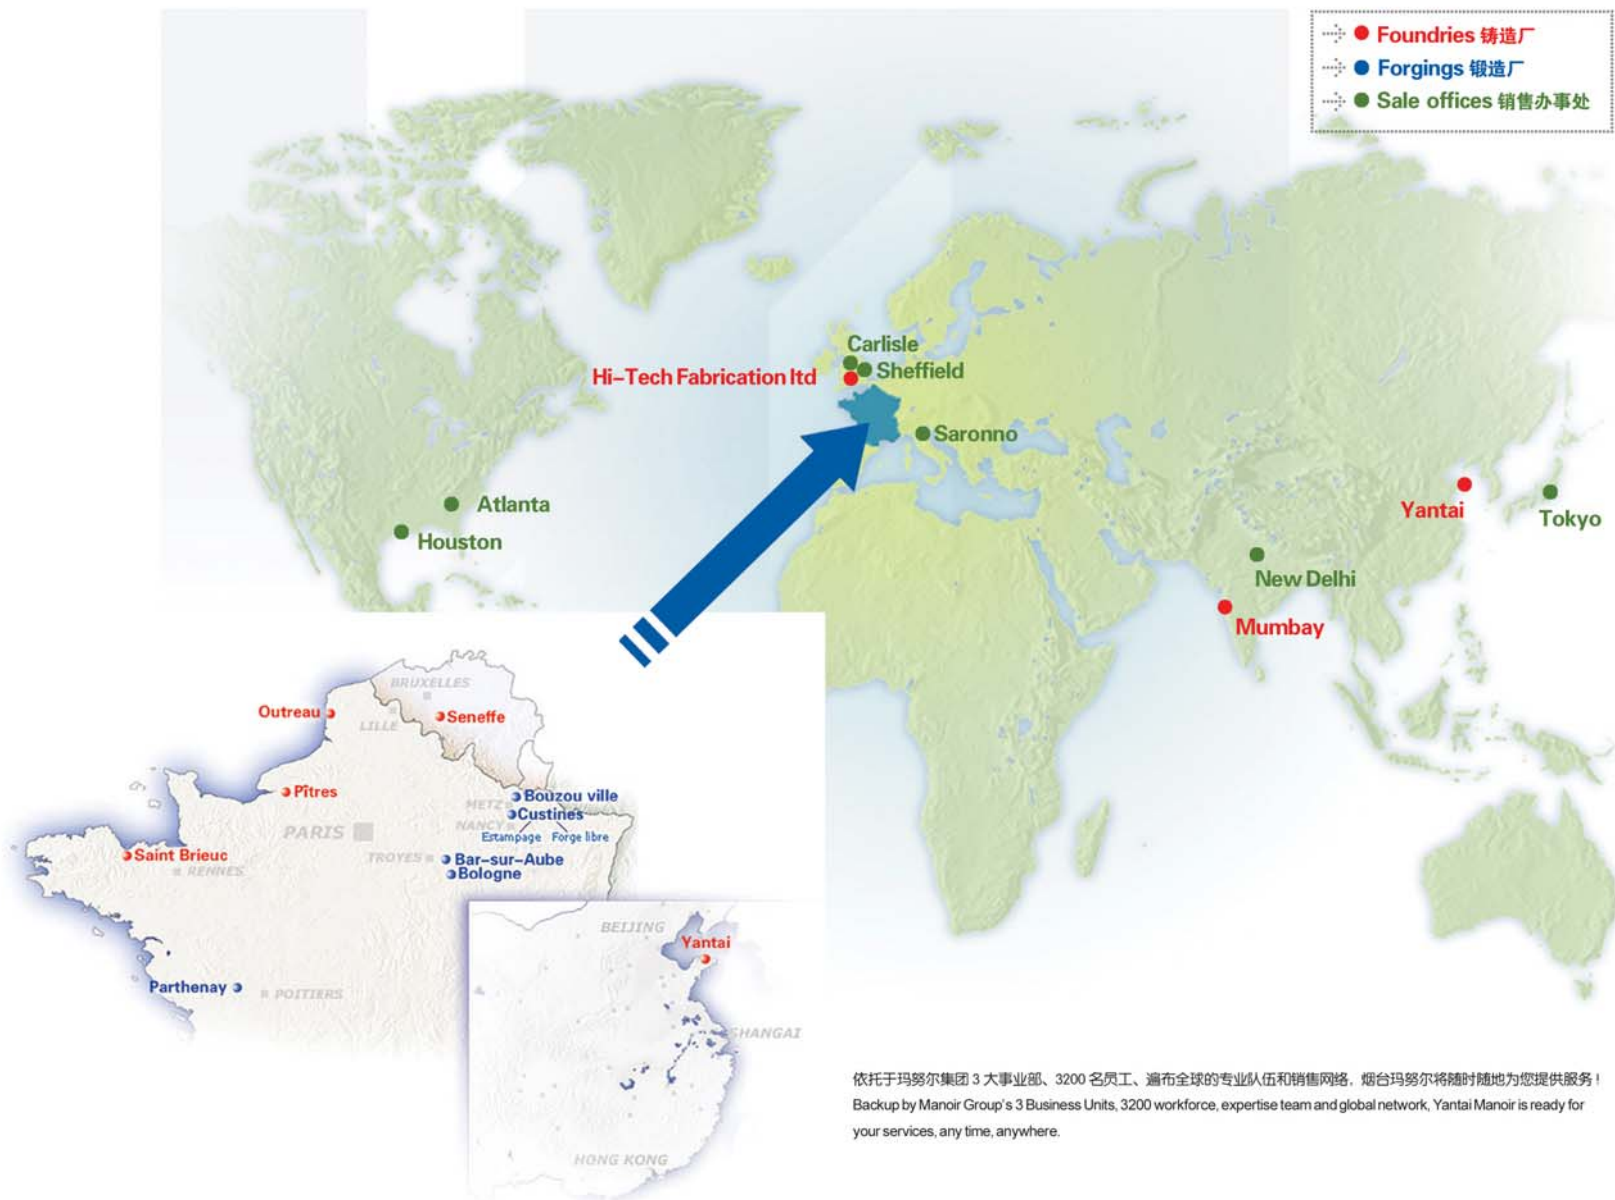 Foundries 铸造厂
Forgings 锻造厂
Sale offices 销售办事处
Carlisle
Sheffield
Hi-Tech Fabrication ltd
Saronno
Atlanta
Houston
Yantai
Tokyo
New Delhi
Mumbay
BRUXELLES
Outreau
Seneffe
LILLE
Pîtres
Bouzou ville
METZ
Custines
NANCY
PARIS
Estampage Forge libre
Saint Brieuc
TROYES
Bar-sur-Aube
RENNES
Bologne
Parthenay
POITIERS
BEIJING
Yantai
SHANGAI
HONG KONG
依托于玛努尔集团 3 大事业部、3200 名员工、遍布全球的专业队伍和销售网络，烟台玛努尔将随时随地为您提供服务！
Backup by Manoir Group's 3 Business Units, 3200 workforce, expertise team and global network, Yantai Manoir is ready for
your services, any time, anywhere.